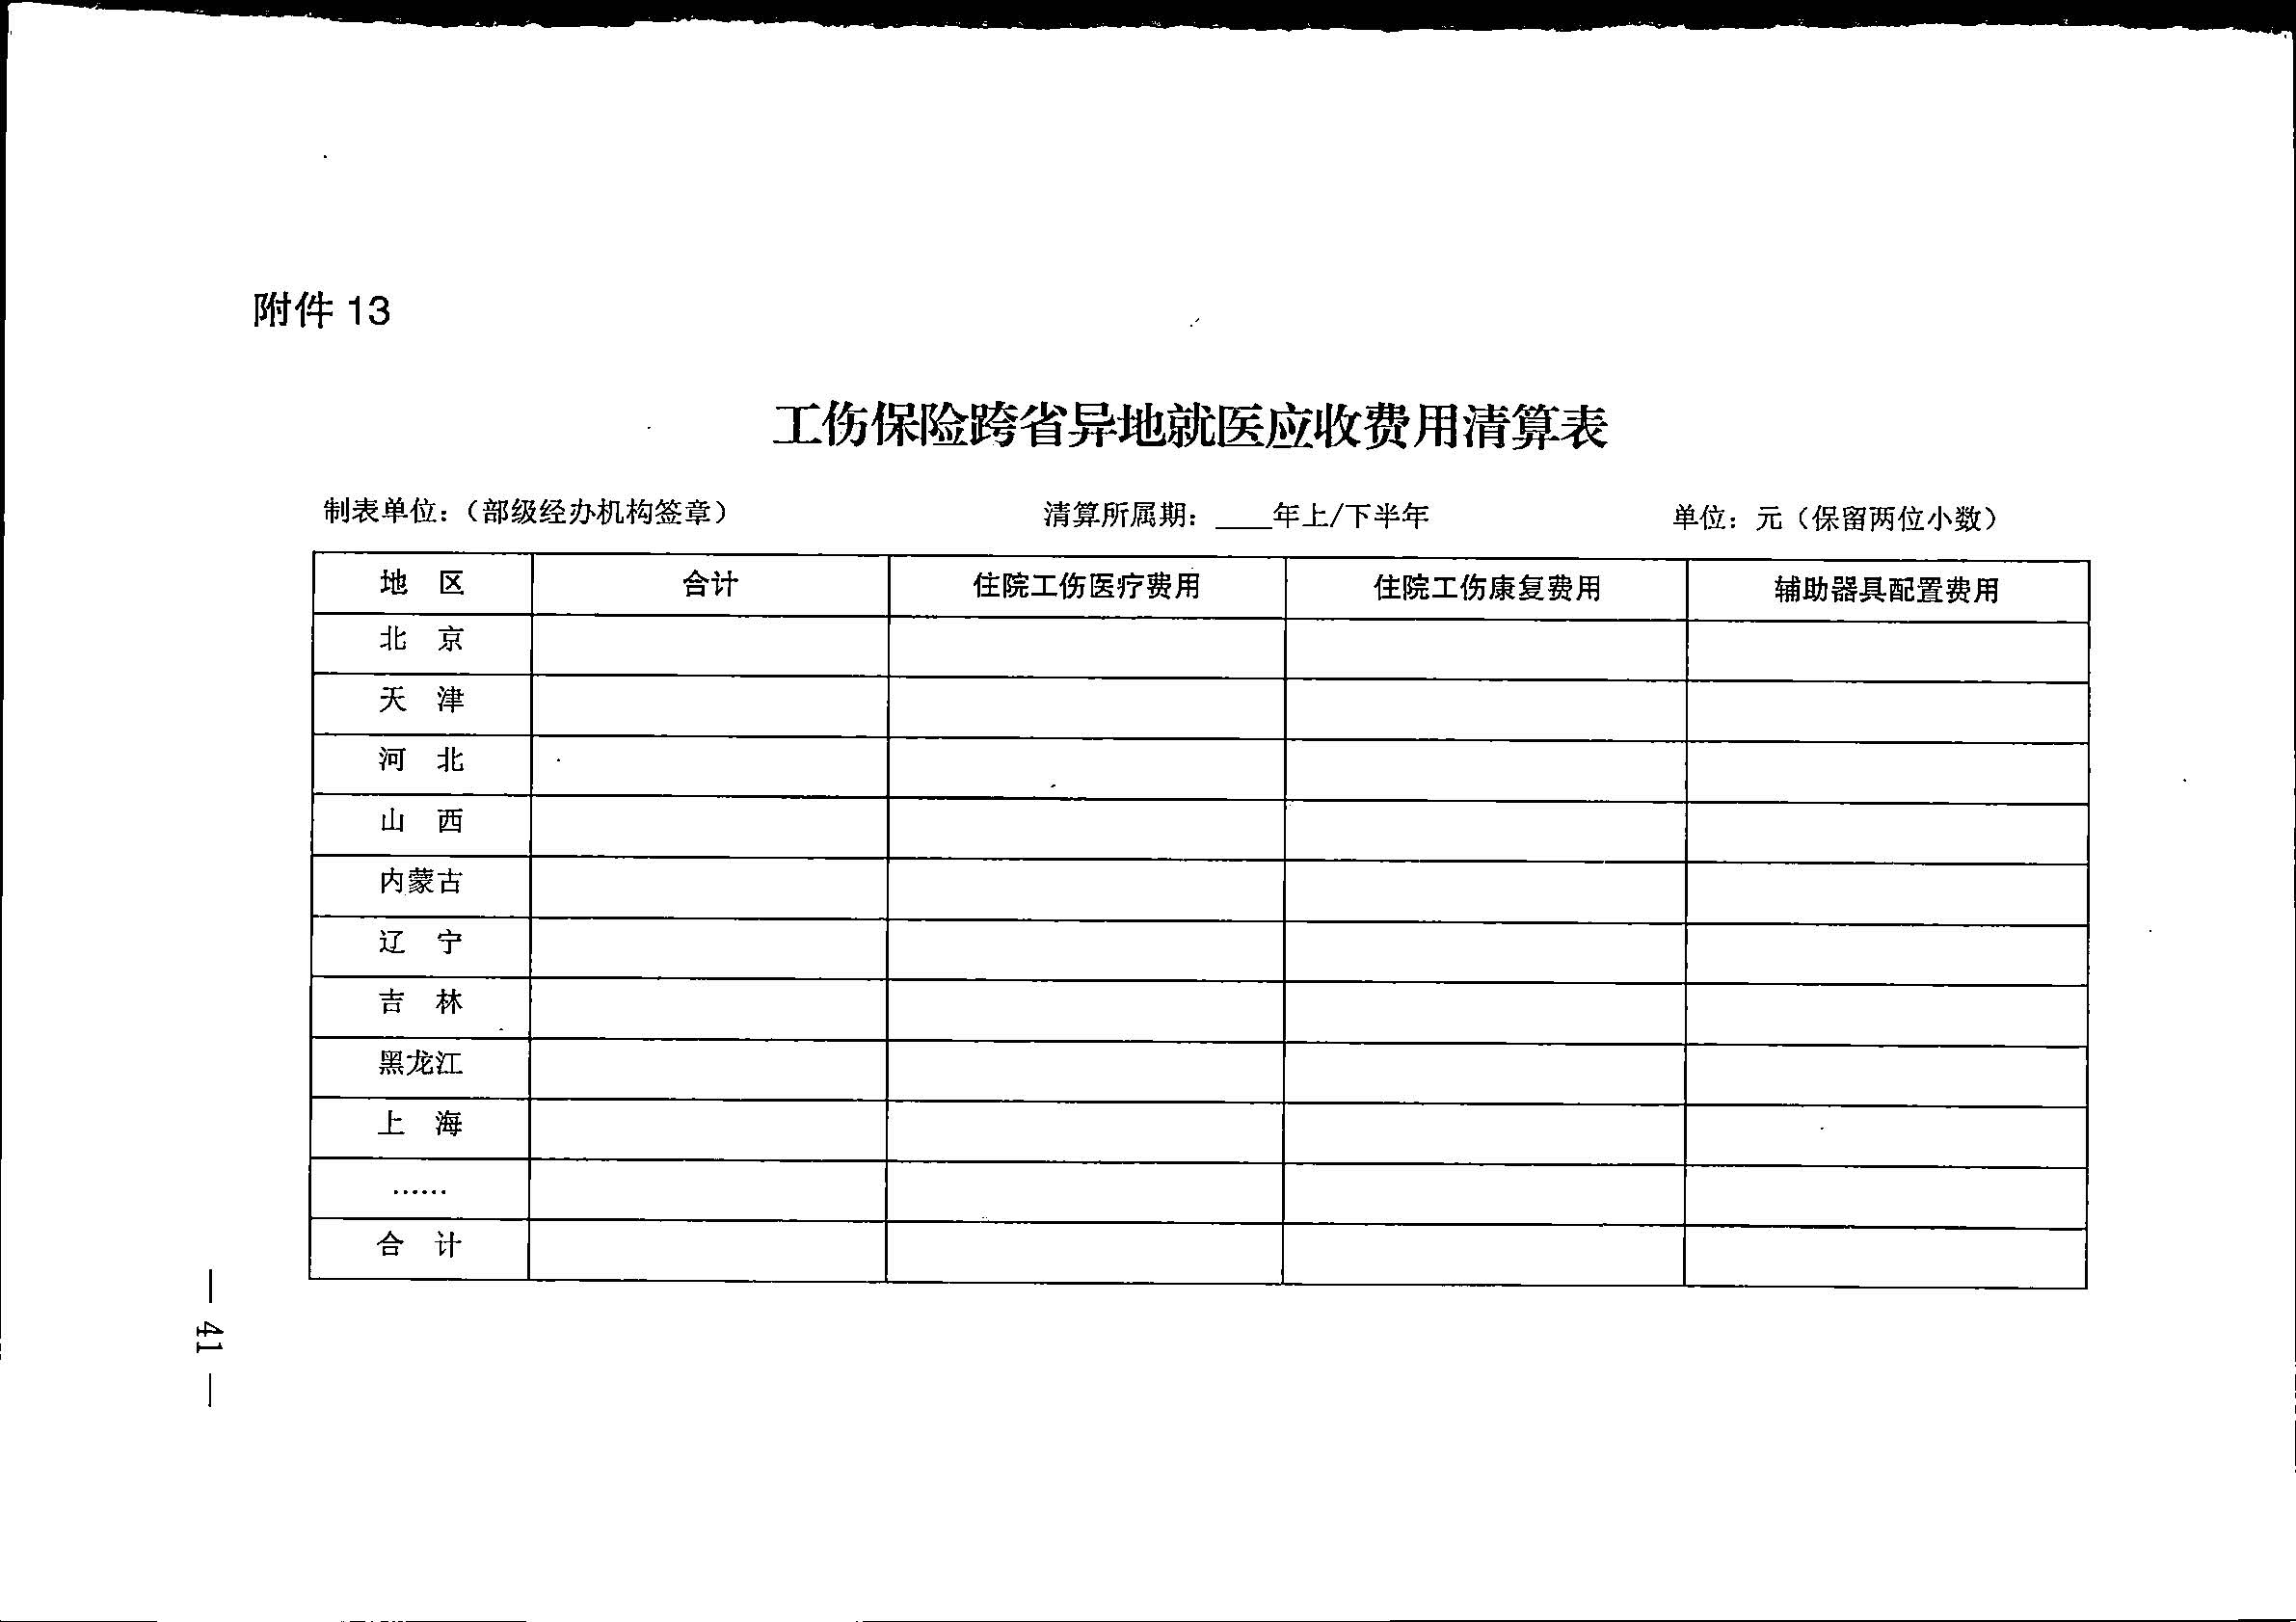 附件 13
工伤保险跨省异地就医应收费用清算表
制表单位：（部级经办机构签章） 清算所属期：____年上/下半年 单位：元（保留两位小数）
地 区 合计 住院工伤医疗费用 住院工伤康复费用 辅助器具配置费用
北 京
天 津
河 北
山 西
内蒙古
辽 宁
吉 林
黑龙江
上 海
……
合 计
— 41 —